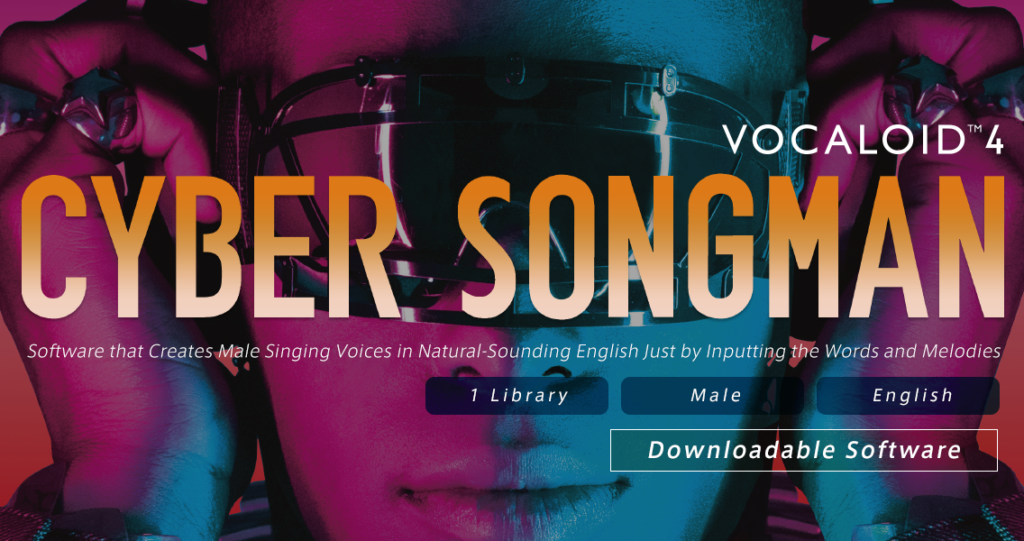 VOCALOID™4
CYBER SONGMAN
Software that Creates Male Singing Voices in Natural-Sounding English Just by Inputting the Words and Melodies
1 Library Male English
Downloadable Software